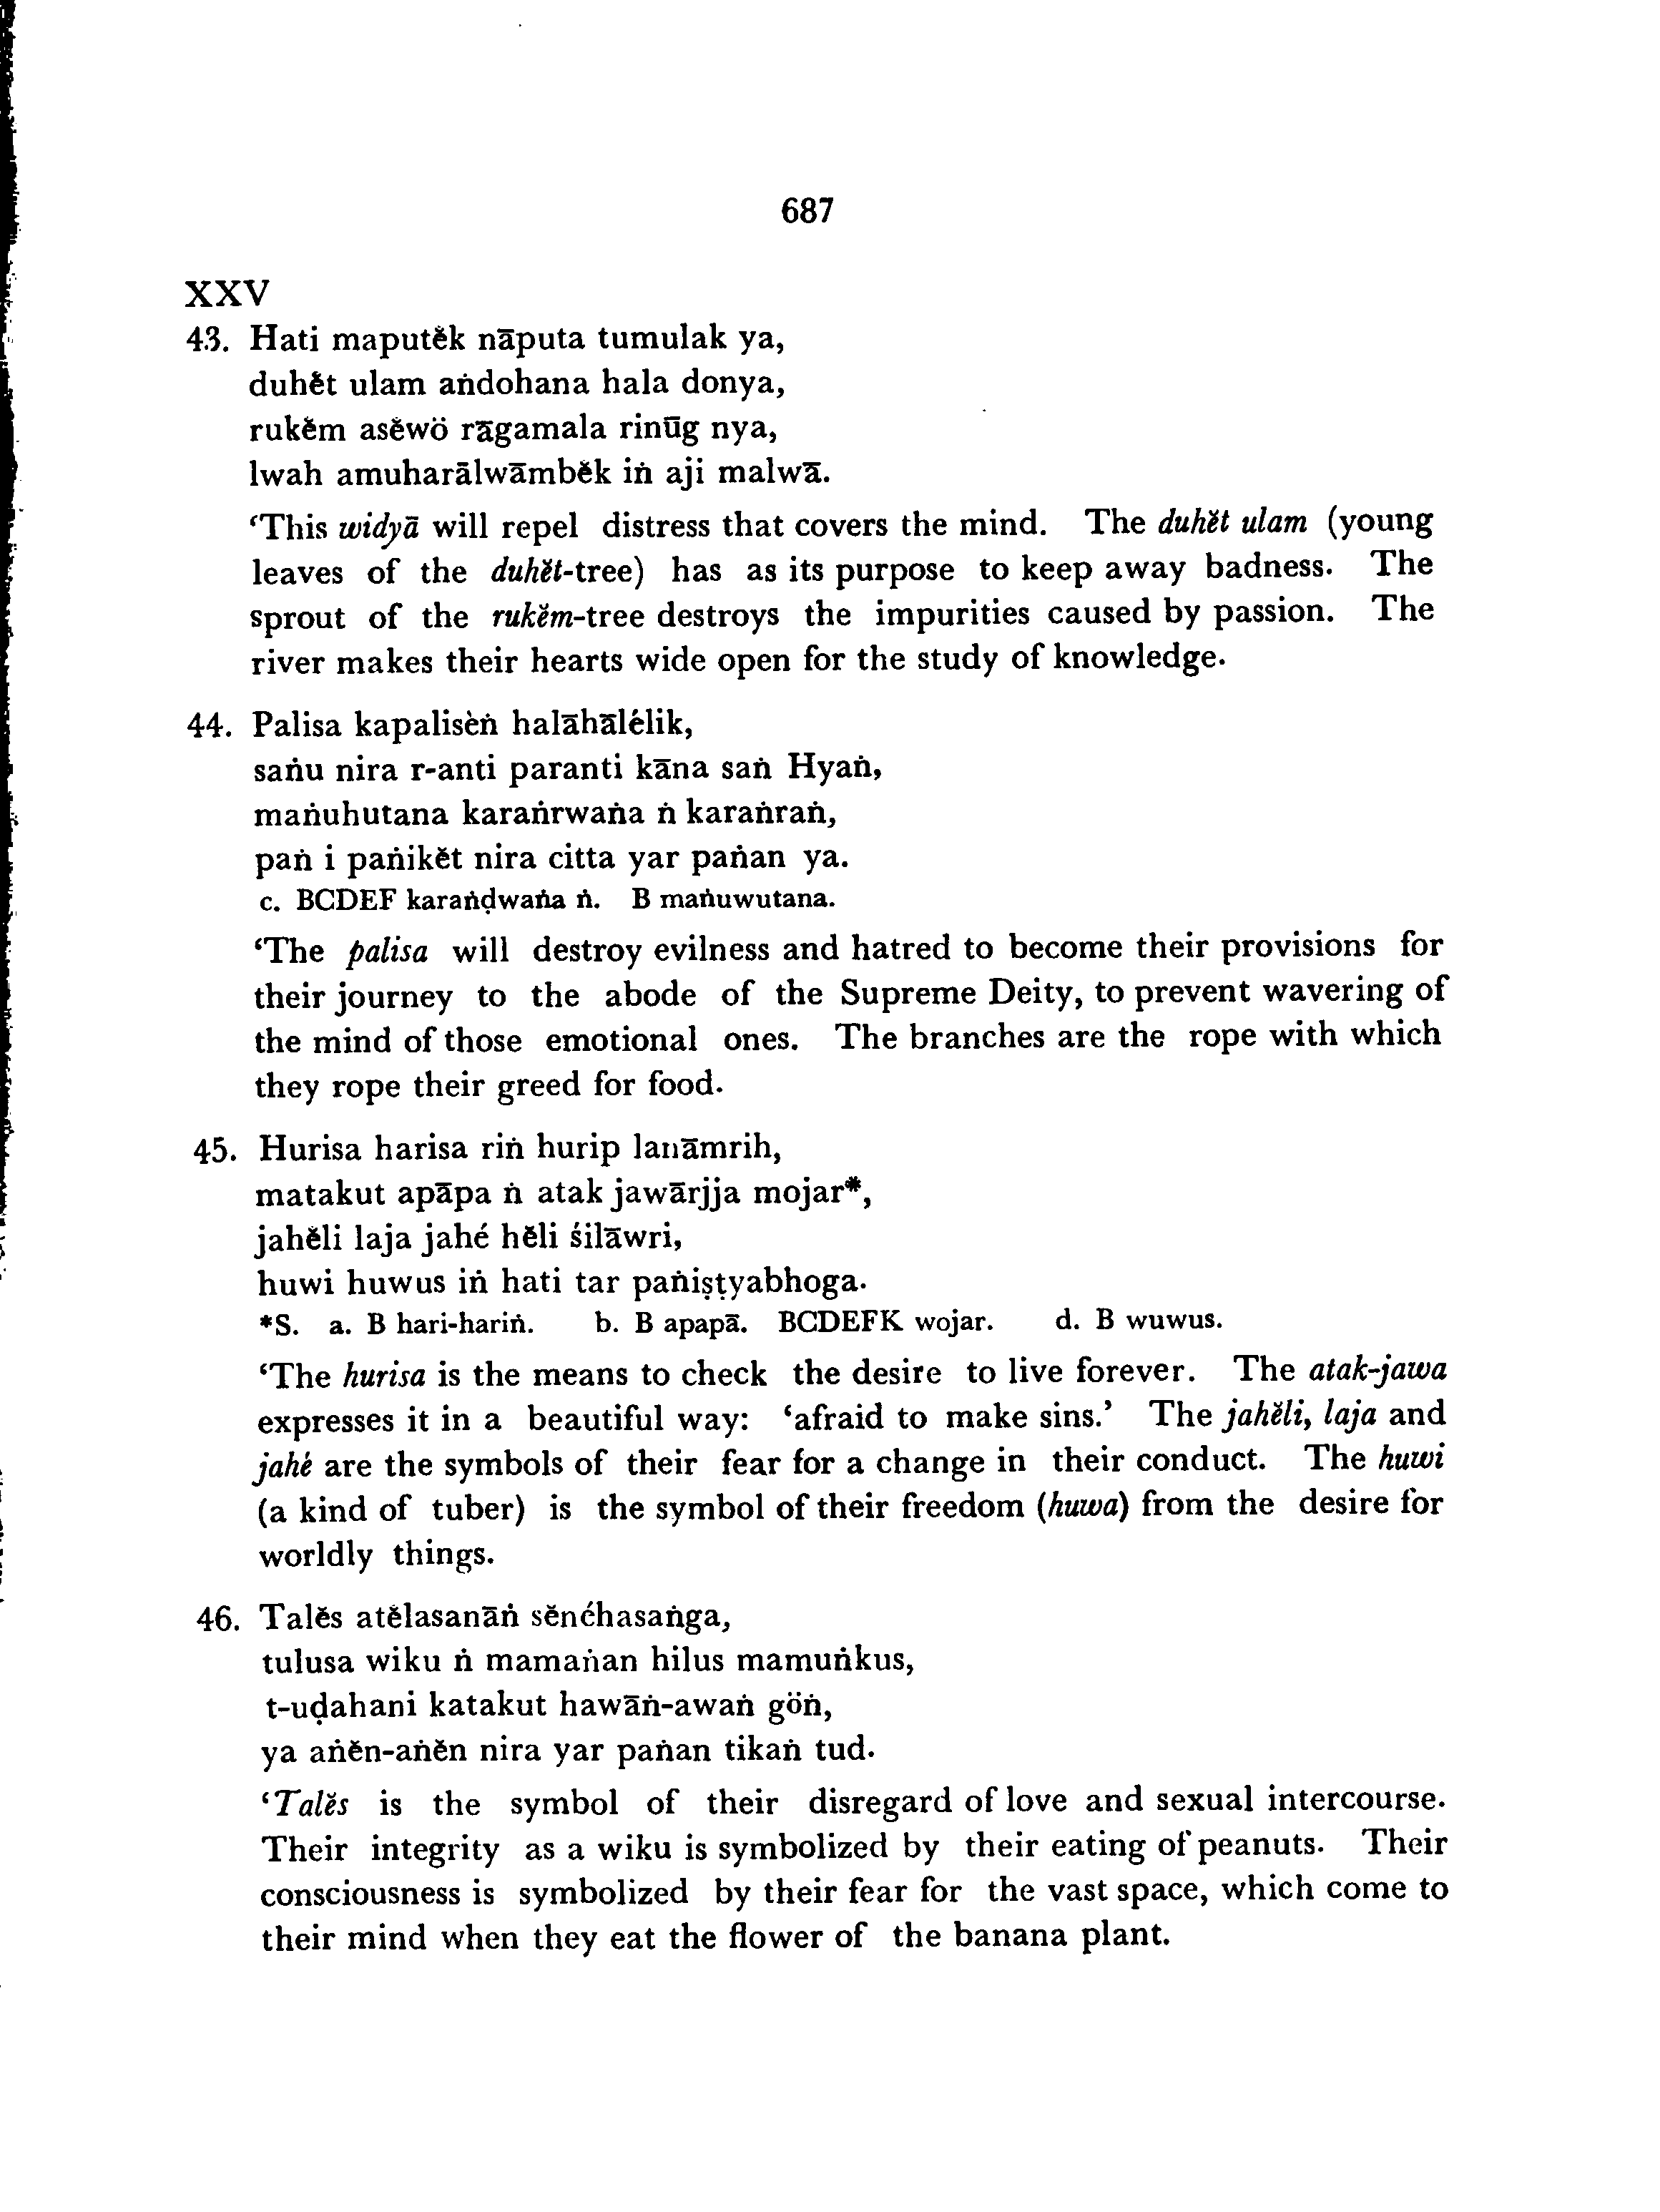 687
XXV
43. Hati maputĕk nāputa tumulak ya,
duhĕt ulam aṅdohana hala donya,
rukĕm asĕwö rāgamala rinūg nya,
lwah amuharālwāmbĕk iṅ aji malwā.
‘This widyā will repel distress that covers the mind. The duhĕt ulam (young
leaves of the duhĕt-tree) has as its purpose to keep away badness. The
sprout of the rukĕm-tree destroys the impurities caused by passion. The
river makes their hearts wide open for the study of knowledge.
44. Palisa kapalisèṅ halāhālélik,
saṅu nira r-anti paranti kāna saṅ Hyaṅ,
maṅuhutana karaṅrwaṅa ṅ karaṅraṅ,
paṅ i paṅikĕt nira citta yar paṅan ya.
c. BCDEF karaṅḍwaṅa ṅ. B maṅuwutana.
‘The palisa will destroy evilness and hatred to become their provisions for
their journey to the abode of the Supreme Deity, to prevent wavering of
the mind of those emotional ones. The branches are the rope with which
they rope their greed for food.
45. Hurisa harisa riṅ hurip lanāmrih,
matakut apāpa ṅ atak jawārjja mojar*,
jahĕli laja jahé hĕli śilāwri,
huwi huwus iṅ hati tar paṅiṣṭyabhoga.
*S. a. B hari-hariṅ. b. B apapā. BCDEFK wojar. d. B wuwus.
‘The hurisa is the means to check the desire to live forever. The atak-jawa
expresses it in a beautiful way: ‘afraid to make sins.’ The jahĕli, laja and
jahé are the symbols of their fear for a change in their conduct. The huwi
(a kind of tuber) is the symbol of their freedom (huwa) from the desire for
worldly things.
46. Talĕs atĕlasanāṅ sĕnćhasaṅga,
tulusa wiku ṅ mamaṅan hilus mamuṅkus,
t-uḍahani katakut hawāṅ-awaṅ göṅ,
ya aṅĕn-aṅĕn nira yar paṅan tikaṅ tud.
‘Talĕs is the symbol of their disregard of love and sexual intercourse.
Their integrity as a wiku is symbolized by their eating of peanuts. Their
consciousness is symbolized by their fear for the vast space, which come to
their mind when they eat the flower of the banana plant.